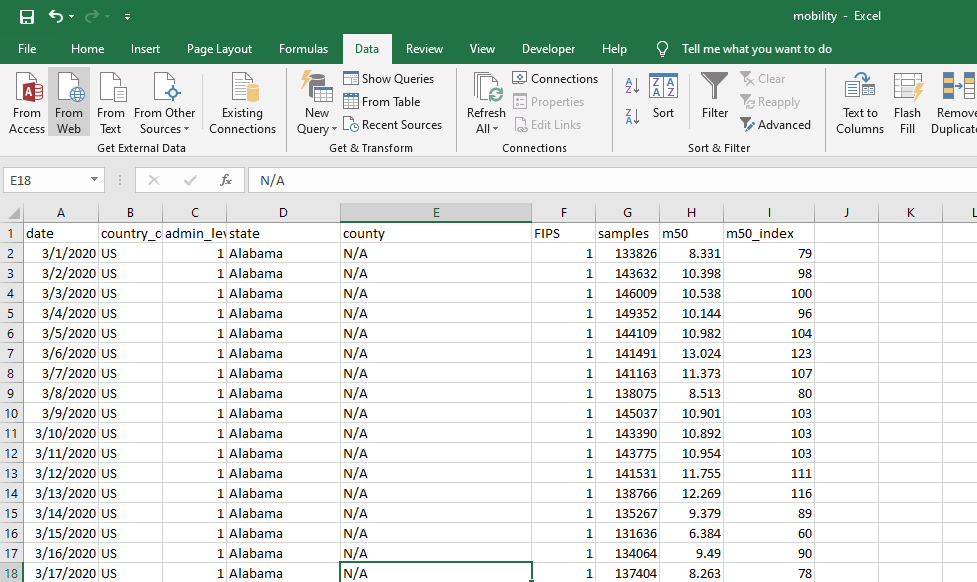 mobility - Excel
File Home Insert Page Layout Formulas Data Review View Developer Help Tell me what you want to do
From Access
From Web
From Text
From Other Sources
Existing Connections
Get External Data
New Query
Show Queries
From Table
Recent Sources
Get & Transform
Refresh All
Connections
Properties
Edit Links
Connections
A Z
Z A
Z A A Z
Sort
Filter
Clear
Reapply
Advanced
Sort & Filter
Text to Columns
Flash Fill
Remove
Duplicat
E18 fx N/A
A B C D E F G H I J K L
1 date country_c admin_lev state county FIPS samples m50 m50_index
2 3/1/2020 US 1 Alabama N/A 1 133826 8.331 79
3 3/2/2020 US 1 Alabama N/A 1 143632 10.398 98
4 3/3/2020 US 1 Alabama N/A 1 146009 10.538 100
5 3/4/2020 US 1 Alabama N/A 1 149352 10.144 96
6 3/5/2020 US 1 Alabama N/A 1 144109 10.982 104
7 3/6/2020 US 1 Alabama N/A 1 141491 13.024 123
8 3/7/2020 US 1 Alabama N/A 1 141163 11.373 107
9 3/8/2020 US 1 Alabama N/A 1 138075 8.513 80
10 3/9/2020 US 1 Alabama N/A 1 145037 10.901 103
11 3/10/2020 US 1 Alabama N/A 1 143390 10.892 103
12 3/11/2020 US 1 Alabama N/A 1 143775 10.954 103
13 3/12/2020 US 1 Alabama N/A 1 141531 11.755 111
14 3/13/2020 US 1 Alabama N/A 1 138766 12.269 116
15 3/14/2020 US 1 Alabama N/A 1 135267 9.379 89
16 3/15/2020 US 1 Alabama N/A 1 131636 6.384 60
17 3/16/2020 US 1 Alabama N/A 1 134064 9.49 90
18 3/17/2020 US 1 Alabama N/A 1 137404 8.263 78